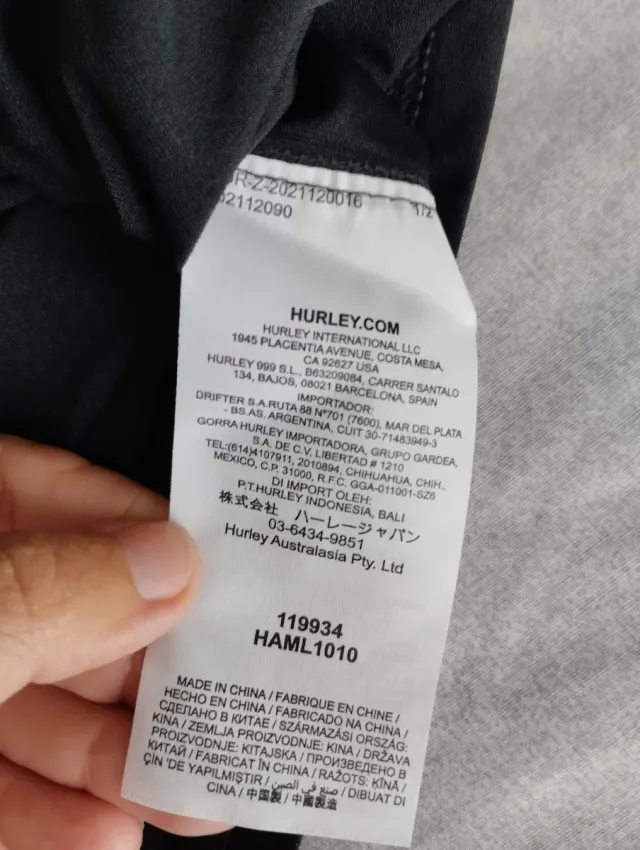 R-Z-2021120016
02112090 1/2
HURLEY.COM
HURLEY INTERNATIONAL LLC
1945 PLACENTIA AVENUE, COSTA MESA,
CA 92627 USA
HURLEY 999 S.L., B63209084, CARRER SANTALO
134, BAJOS, 08021 BARCELONA, SPAIN
IMPORTADOR:
DRIFTER S.A.RUTA 88 Nº701 (7600), MAR DEL PLATA
- BS.AS. ARGENTINA, CUIT 30-71483949-3
GORRA HURLEY IMPORTADORA, GRUPO GARDEA,
S.A. DE C.V. LIBERTAD # 1210
TEL:(614)4107911, 2010894, CHIHUAHUA, CHIH.,
MEXICO, C.P. 31000, R.F.C. GGA-011001-SZ6
DI IMPORT OLEH:
P.T.HURLEY INDONESIA, BALI
株式会社 ハーレージャパン
03-6434-9851
Hurley Australasia Pty. Ltd
119934
HAML1010
MADE IN CHINA / FABRIQUE EN CHINE /
HECHO EN CHINA / FABRICADO NA CHINA /
СДЕЛАНО В КИТАЕ / SZÁRMAZÁSI ORSZÁG:
KÍNA / ZEMLJA PROIZVODNJE: KINA / DRŽAVA
PROIZVODNJE: KITAJSKA / ПРОИЗВЕДЕНО В
КИТАЙ / FABRICAT ÎN CHINA / RAŽOTS: ĶĪNĀ /
ÇİN 'DE YAPILMIŞTIR / صنع في الصين / DIBUAT DI
CINA / 中国製 / 中國製造